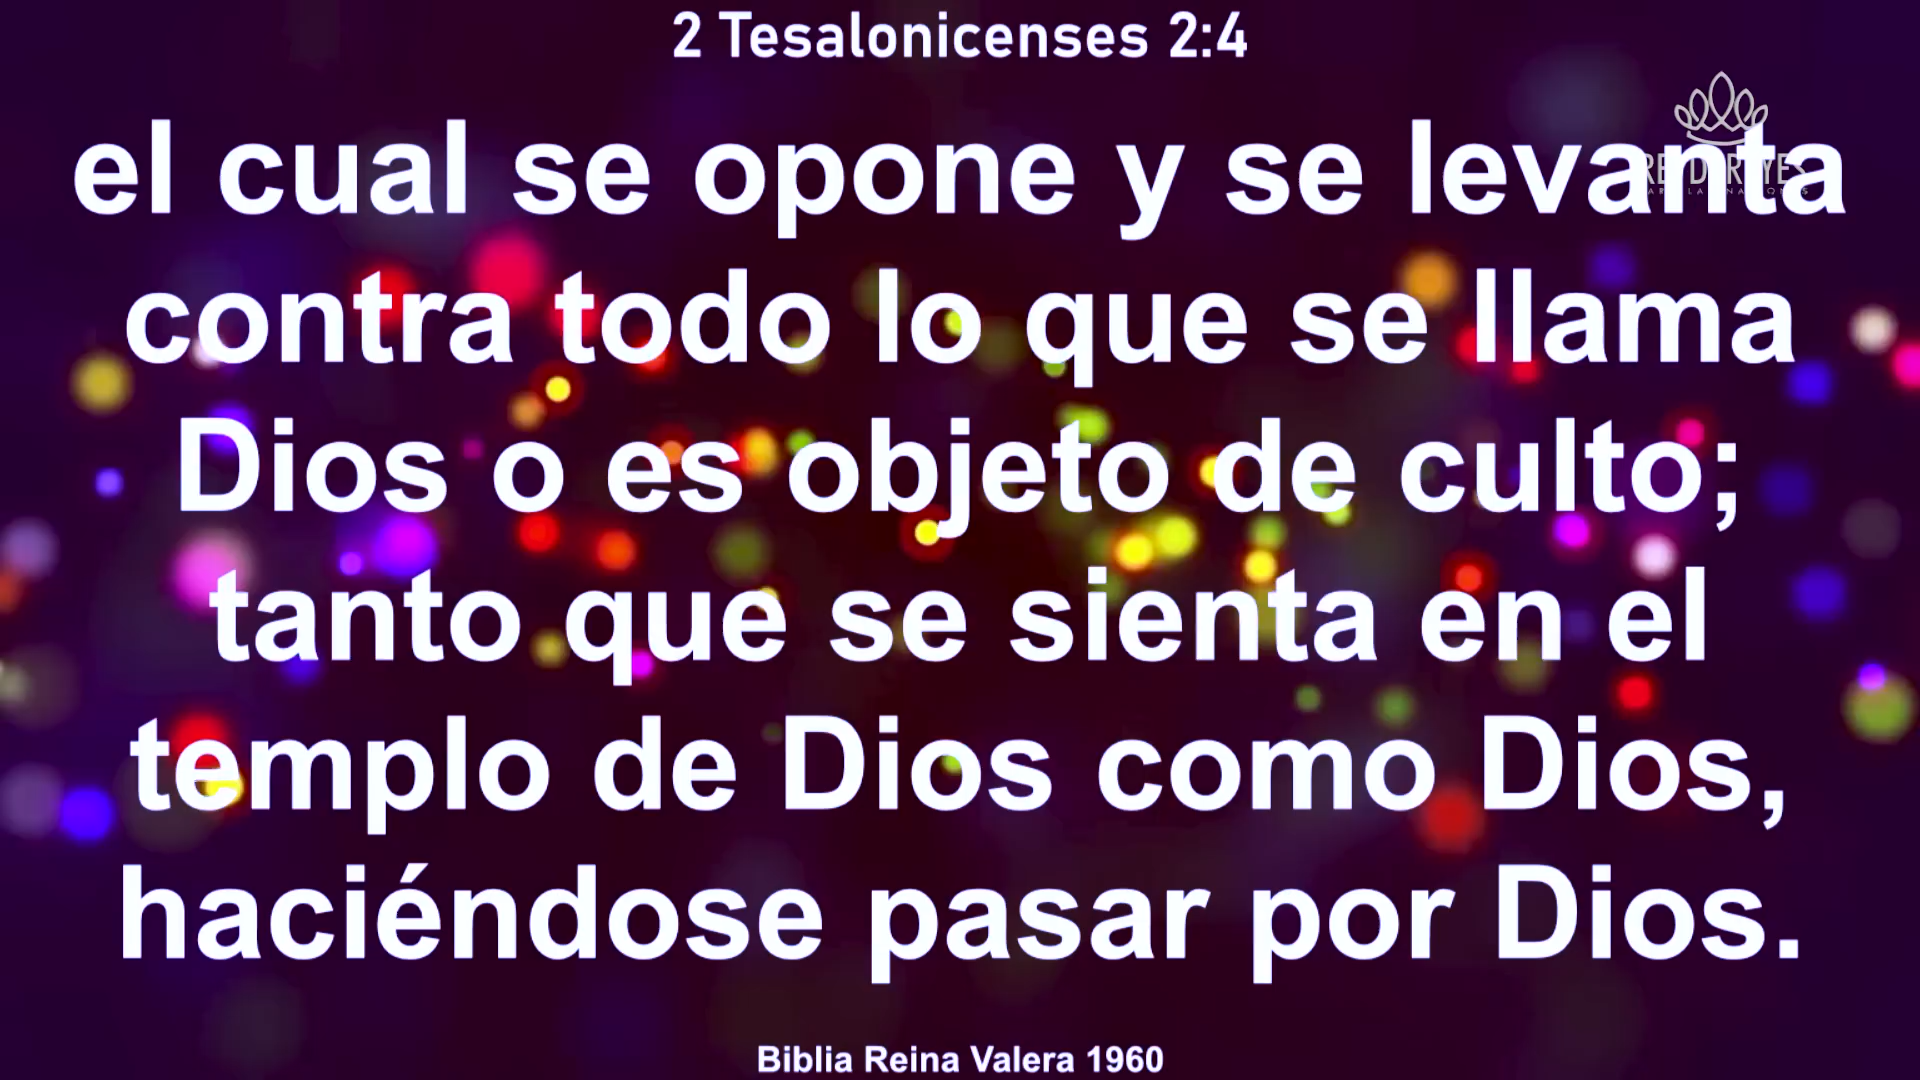 2 Tesalonicenses 2:4
el cual se opone y se levanta
contra todo lo que se llama
Dios o es objeto de culto;
tanto que se sienta en el
templo de Dios como Dios,
haciéndose pasar por Dios.
Biblia Reina Valera 1960